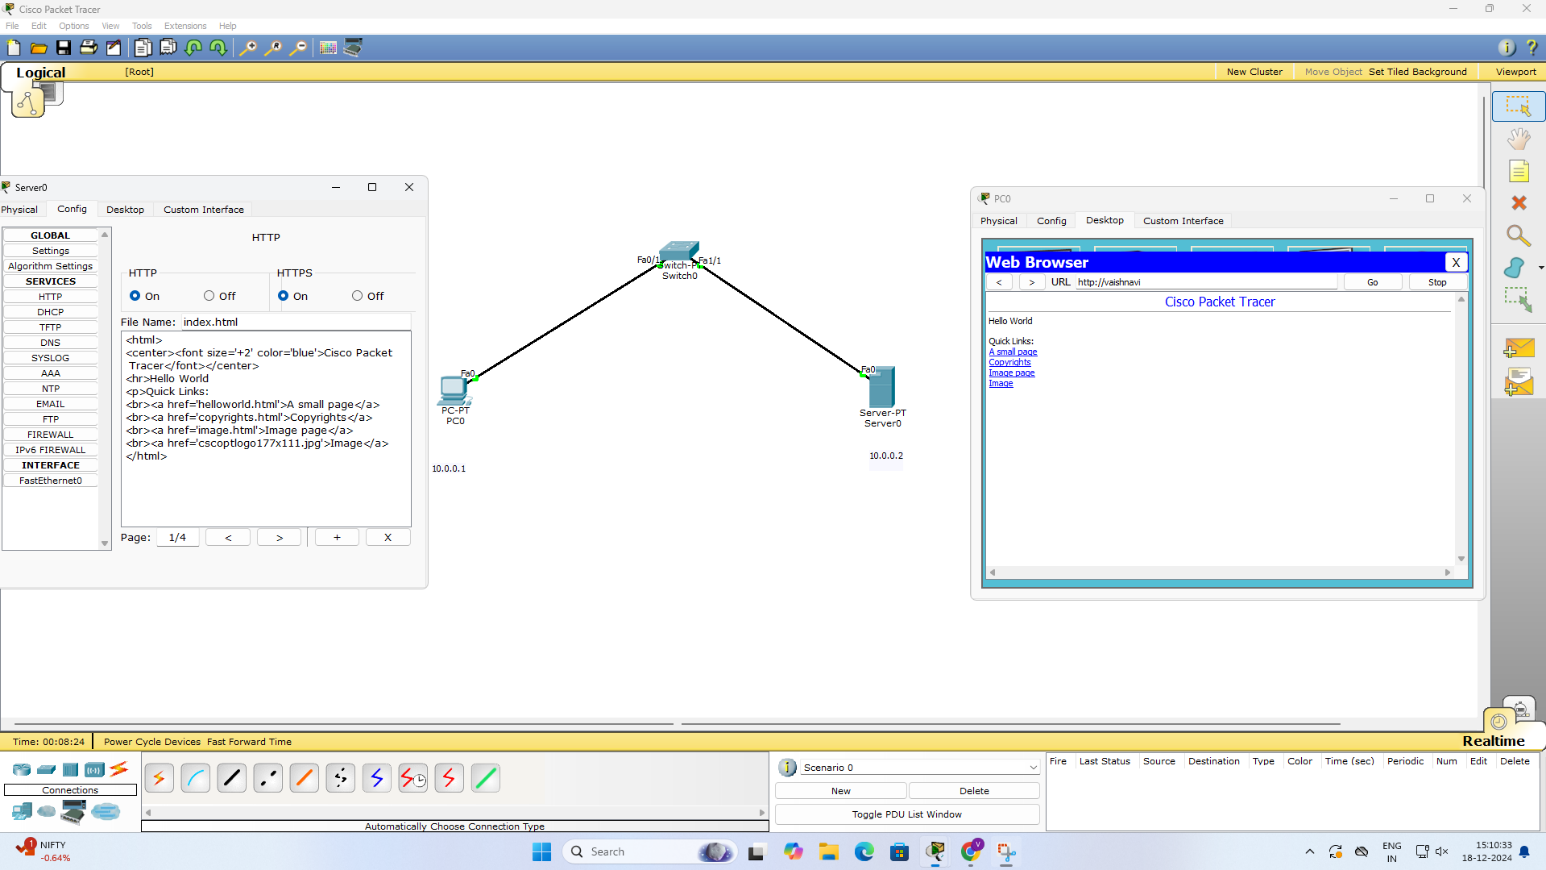 Cisco Packet Tracer
File Edit Options View Tools Extensions Help
Logical
[Root]
New Cluster Move Object Set Tiled Background Viewport
Server0
Physical Config Desktop Custom Interface
GLOBAL
Settings
Algorithm Settings
SERVICES
HTTP
DHCP
TFTP
DNS
SYSLOG
AAA
NTP
EMAIL
FTP
FIREWALL
IPv6 FIREWALL
INTERFACE
FastEthernet0
HTTP
HTTP HTTPS
On Off On Off
File Name: index.html
<html>
<center><font size='+2' color='blue'>Cisco Packet
Tracer</font></center>
<hr>Hello World
<p>Quick Links:
<br><a href='helloworld.html'>A small page</a>
<br><a href='copyrights.html'>Copyrights</a>
<br><a href='image.html'>Image page</a>
<br><a href='cscoptlogo177x111.jpg'>Image</a>
</html>
Page: 1/4 < > + X
Fa0/1 Fa1/1
Switch0
Fa0
PC-PT
PC0
10.0.0.1
Fa0
Server-PT
Server0
10.0.0.2
PC0
Physical Config Desktop Custom Interface
Web Browser X
< > URL http://vaishnavi Go Stop
Cisco Packet Tracer
Hello World
Quick Links:
A small page
Copyrights
Image page
Image
Time: 00:08:24 Power Cycle Devices Fast Forward Time
Realtime
Connections
Automatically Choose Connection Type
Scenario 0
New Delete
Toggle PDU List Window
Fire Last Status Source Destination Type Color Time (sec) Periodic Num Edit Delete
1
NIFTY
-0.64%
Search
V
ENG
IN
15:10:33
18-12-2024